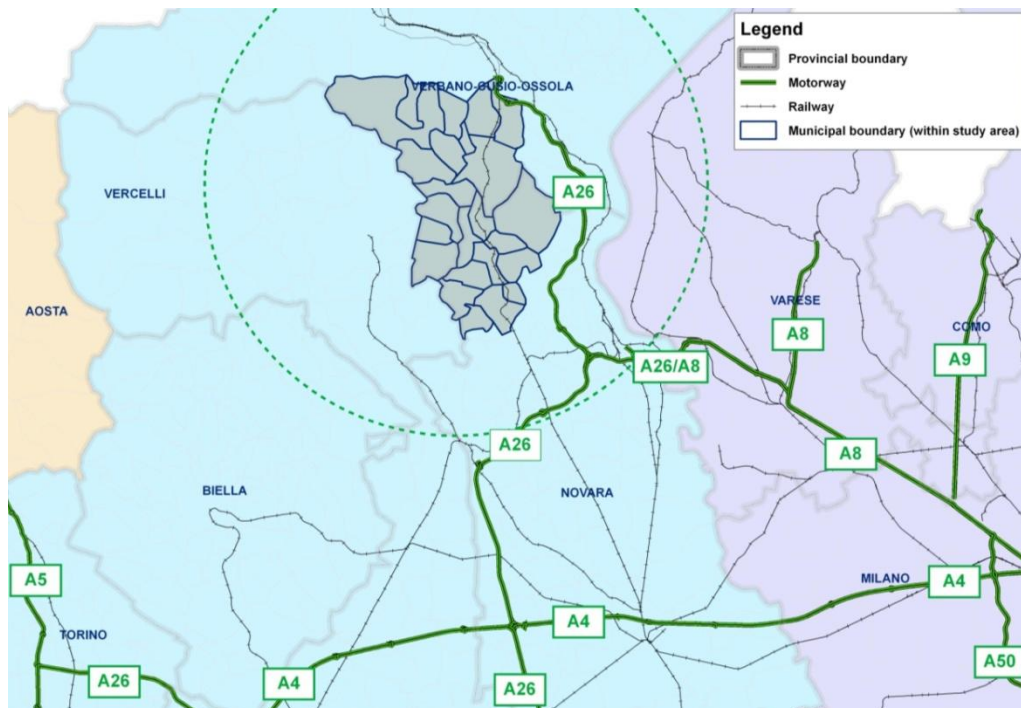 Legend
Provincial boundary
Motorway
Railway
Municipal boundary (within study area)
VERBANO-CUSIO-OSSOLA
VERCELLI
A26
AOSTA
VARESE
A8
COMO
A9
A26/A8
A26
A8
BIELLA
NOVARA
MILANO
A4
A5
A4
TORINO
A50
A26
A4
A26